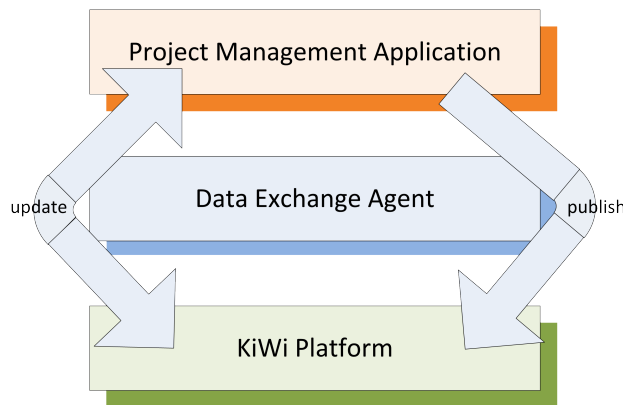 Project Management Application
Data Exchange Agent
update
publish
KiWi Platform